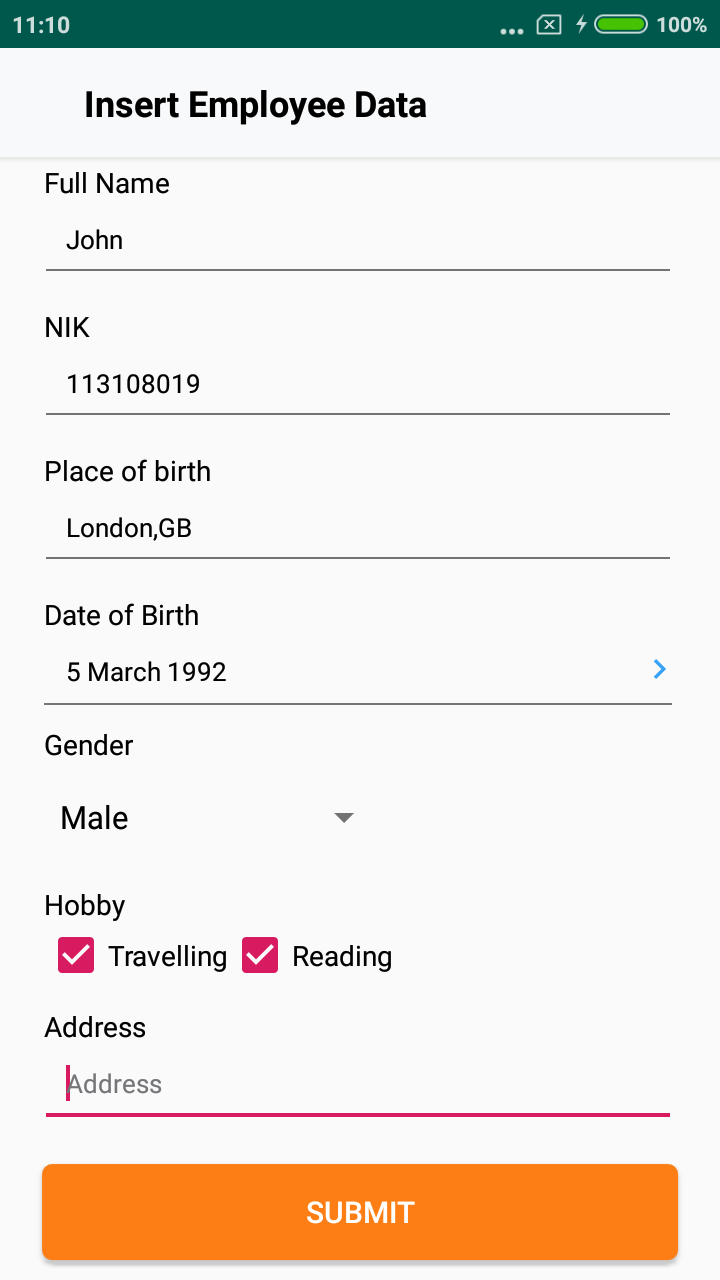 11:10 ... 100%
Insert Employee Data
Full Name
John
NIK
113108019
Place of birth
London,GB
Date of Birth
5 March 1992
Gender
Male
Hobby
Travelling Reading
Address
Address
SUBMIT